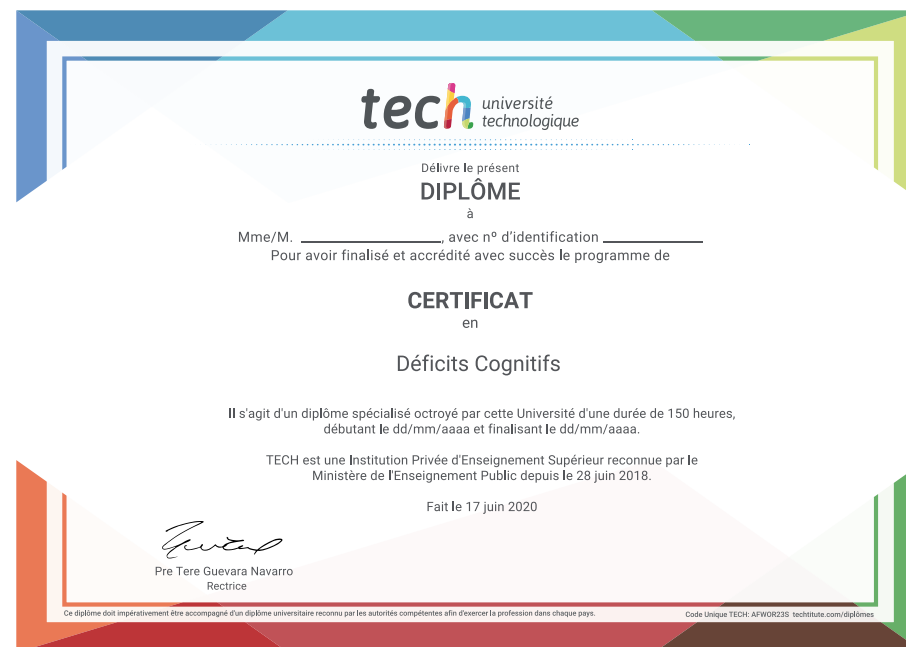 tech université
technologique
Délivre le présent
DIPLÔME
à
Mme/M. ____________________, avec nº d'identification ______________
Pour avoir finalisé et accrédité avec succès le programme de
CERTIFICAT
en
Déficits Cognitifs
Il s'agit d'un diplôme spécialisé octroyé par cette Université d'une durée de 150 heures,
débutant le dd/mm/aaaa et finalisant le dd/mm/aaaa.
TECH est une Institution Privée d'Enseignement Supérieur reconnue par le
Ministère de l'Enseignement Public depuis le 28 juin 2018.
Fait le 17 juin 2020
Pre Tere Guevara Navarro
Rectrice
Ce diplôme doit impérativement être accompagné d'un diplôme universitaire reconnu par les autorités compétentes afin d'exercer la profession dans chaque pays.
Code Unique TECH: AFWOR23S techtitute.com/diplômes